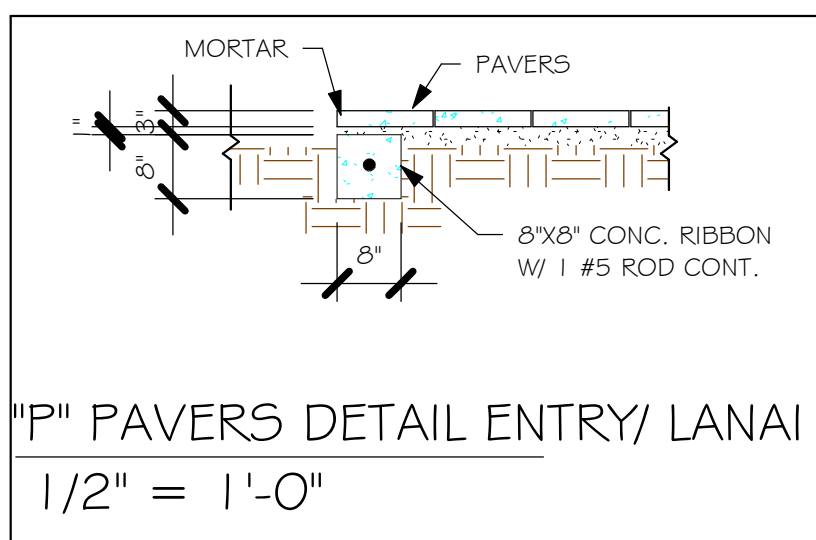 MORTAR
PAVERS
"
3"
8"
8"
8"X8" CONC. RIBBON
W/ 1 #5 ROD CONT.
"P" PAVERS DETAIL ENTRY/ LANAI
1/2" = 1'-0"